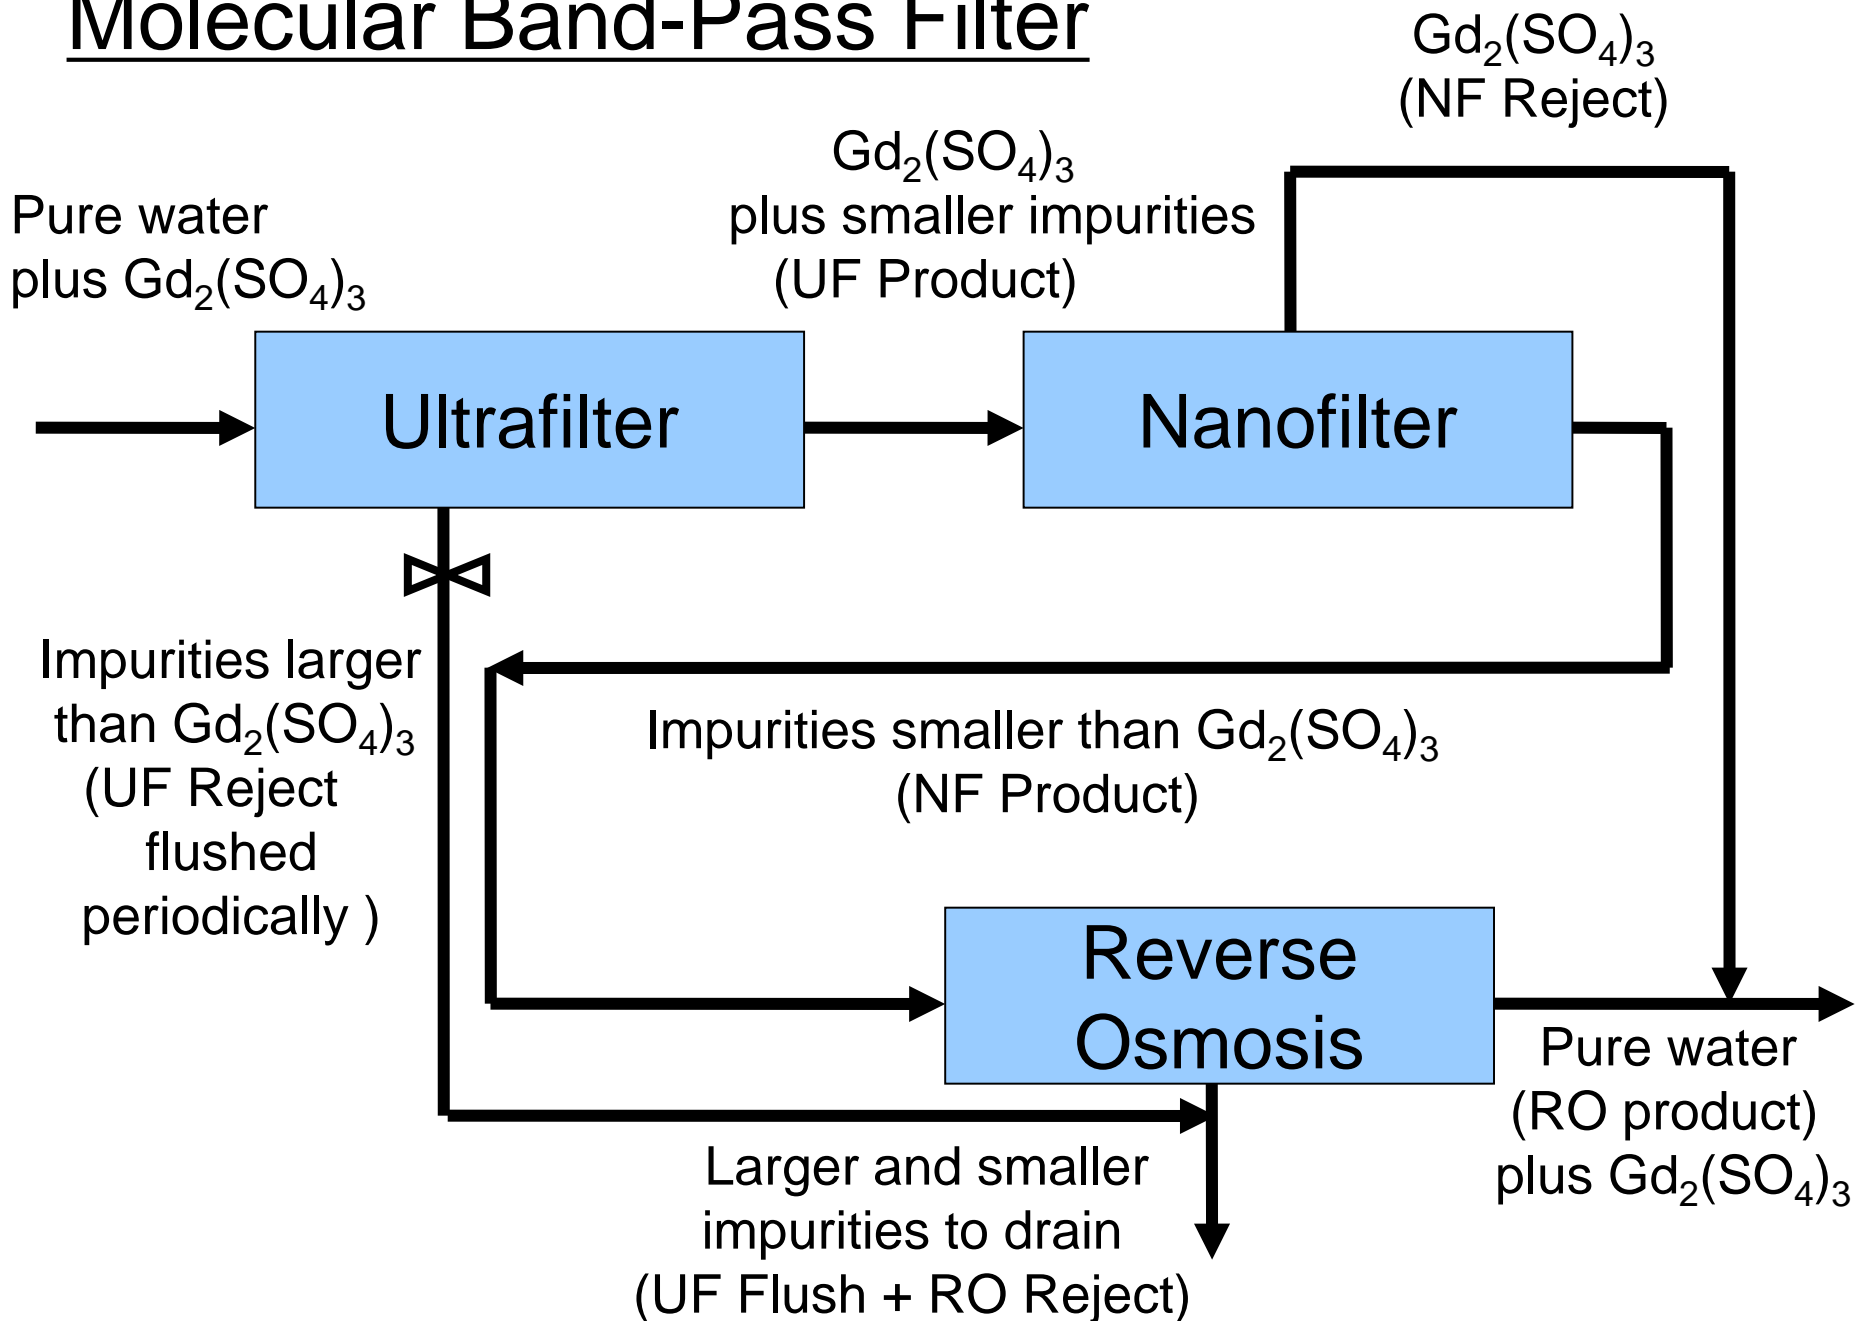 Molecular Band-Pass Filter
Gd₂(SO₄)₃
(NF Reject)
Gd₂(SO₄)₃
plus smaller impurities
(UF Product)
Pure water
plus Gd₂(SO₄)₃
Ultrafilter
Nanofilter
Impurities larger
than Gd₂(SO₄)₃
(UF Reject
flushed
periodically )
Impurities smaller than Gd₂(SO₄)₃
(NF Product)
Reverse
Osmosis
Pure water
(RO product)
plus Gd₂(SO₄)₃
Larger and smaller
impurities to drain
(UF Flush + RO Reject)